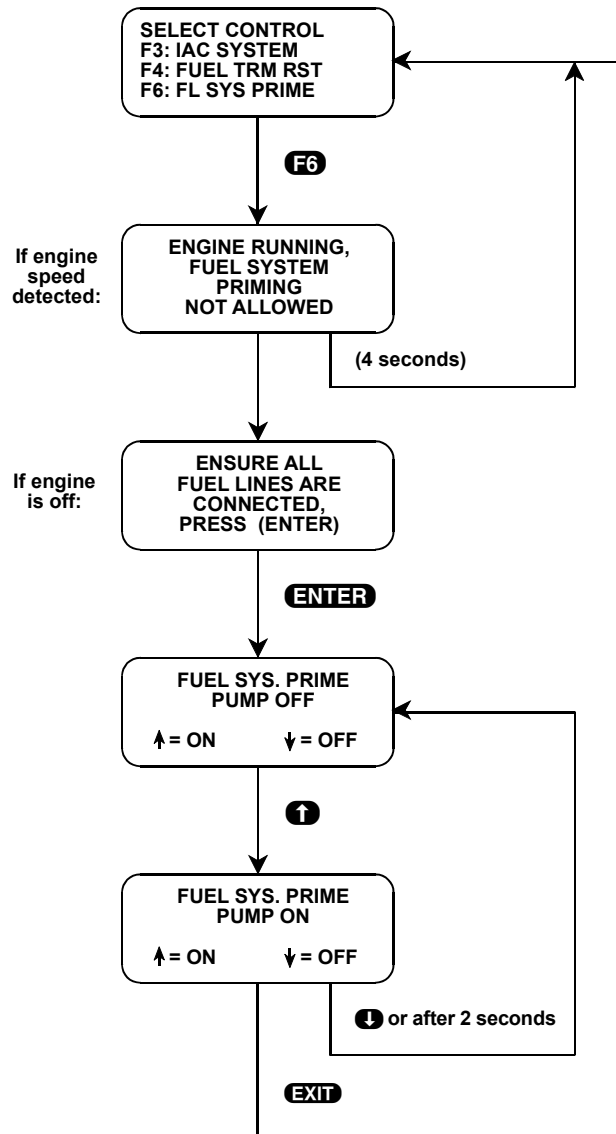 SELECT CONTROL
F3: IAC SYSTEM
F4: FUEL TRM RST
F6: FL SYS PRIME
F6
If engine
speed
detected:
ENGINE RUNNING,
FUEL SYSTEM
PRIMING
NOT ALLOWED
(4 seconds)
If engine
is off:
ENSURE ALL
FUEL LINES ARE
CONNECTED,
PRESS (ENTER)
ENTER
FUEL SYS. PRIME
PUMP OFF
↑ = ON ↓ = OFF
↑
FUEL SYS. PRIME
PUMP ON
↑ = ON ↓ = OFF
↓ or after 2 seconds
EXIT